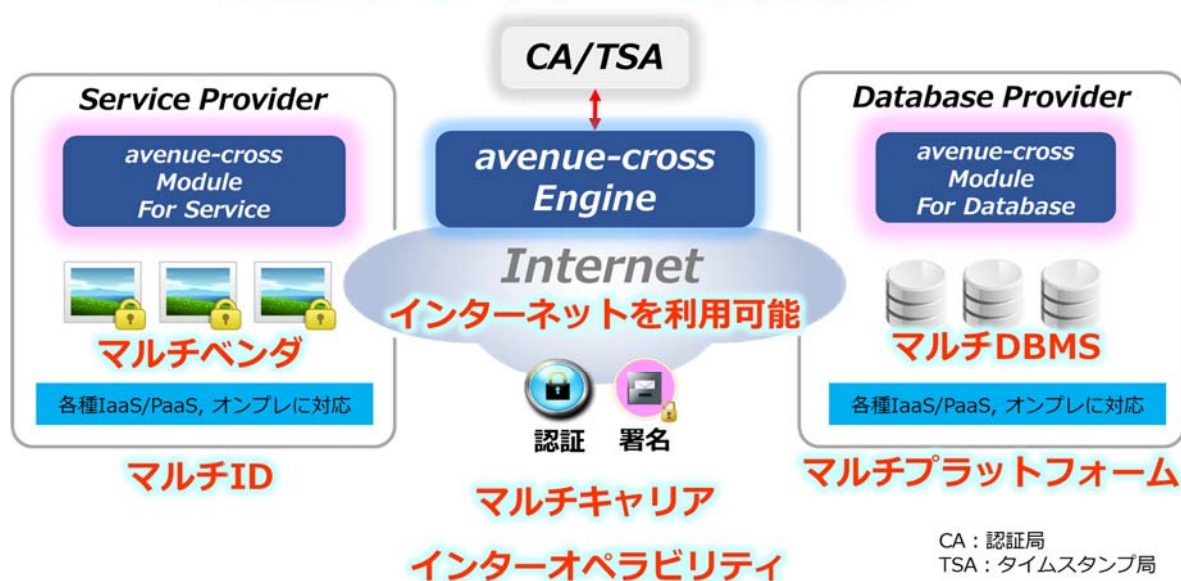 CA/TSA
Service Provider
avenue-cross
Module
For Service
マルチベンダ
各種IaaS/PaaS, オンプレに対応
マルチID
avenue-cross
Engine
Internet
インターネットを利用可能
認証
署名
マルチキャリア
インターオペラビリティ
Database Provider
avenue-cross
Module
For Database
マルチDBMS
各種IaaS/PaaS, オンプレに対応
マルチプラットフォーム
CA：認証局
TSA：タイムスタンプ局